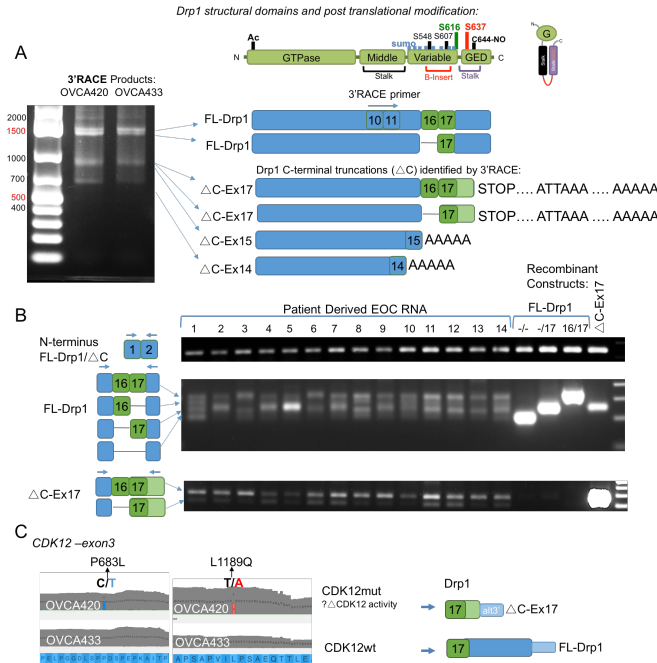 Drp1 structural domains and post translational modification:
A
Ac
sumo
S548
S607
S616
S637
C644-NO
N
GTPase
Middle
Variable
GED
C
Stalk
B-Insert
Stalk
N
C
G
Stalk
Stalk
3'RACE Products:
OVCA420 OVCA433
2000
1500
1000
700
500
400
3'RACE primer
FL-Drp1
10 11
16 17
FL-Drp1
17
Drp1 C-terminal truncations (△C) identified by 3'RACE:
△C-Ex17
16 17
STOP.... ATTAAA .... AAAAA
△C-Ex17
17
STOP.... ATTAAA .... AAAAA
△C-Ex15
15
AAAAA
△C-Ex14
14
AAAAA
B
Patient Derived EOC RNA
Recombinant
Constructs:
FL-Drp1
△C-Ex17
1 2 3 4 5 6 7 8 9 10 11 12 13 14 -/- -/17 16/17
N-terminus
FL-Drp1/△C
1 2
FL-Drp1
16 17
16
17
△C-Ex17
16 17
17
C
CDK12 –exon3
P683L
C/T
OVCA420
OVCA433
L1189Q
T/A
OVCA420
OVCA433
P E L P G G D L S P P D S P E P K A I T P
A P S A P V I L P S A E Q T T L E
CDK12mut
?△CDK12 activity
CDK12wt
Drp1
17
alt3'
△C-Ex17
17
FL-Drp1